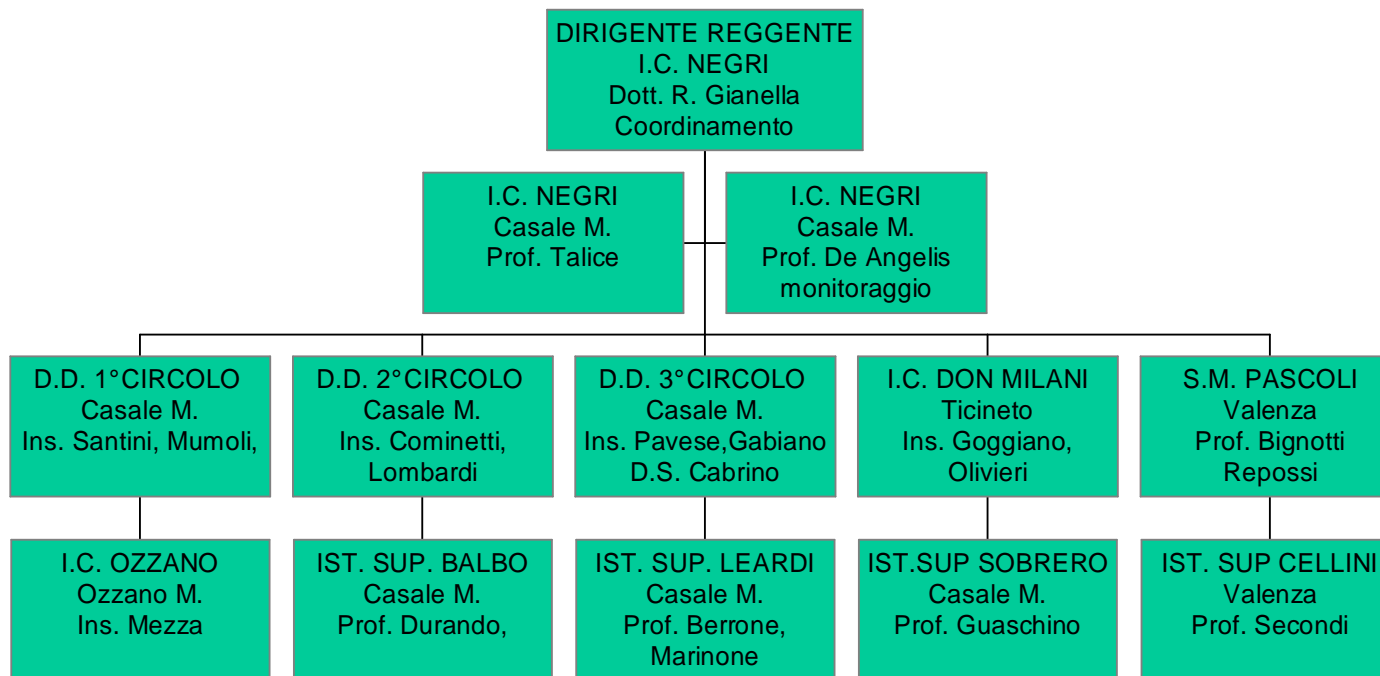 DIRIGENTE REGGENTE
I.C. NEGRI
Dott. R. Gianella
Coordinamento
I.C. NEGRI
Casale M.
Prof. Talice
I.C. NEGRI
Casale M.
Prof. De Angelis
monitoraggio
D.D. 1°CIRCOLO
Casale M.
Ins. Santini, Mumoli,
D.D. 2°CIRCOLO
Casale M.
Ins. Cominetti,
Lombardi
D.D. 3°CIRCOLO
Casale M.
Ins. Pavese,Gabiano
D.S. Cabrino
I.C. DON MILANI
Ticineto
Ins. Goggiano,
Olivieri
S.M. PASCOLI
Valenza
Prof. Bignotti
Repossi
I.C. OZZANO
Ozzano M.
Ins. Mezza
IST. SUP. BALBO
Casale M.
Prof. Durando,
IST. SUP. LEARDI
Casale M.
Prof. Berrone,
Marinone
IST.SUP SOBRERO
Casale M.
Prof. Guaschino
IST. SUP CELLINI
Valenza
Prof. Secondi